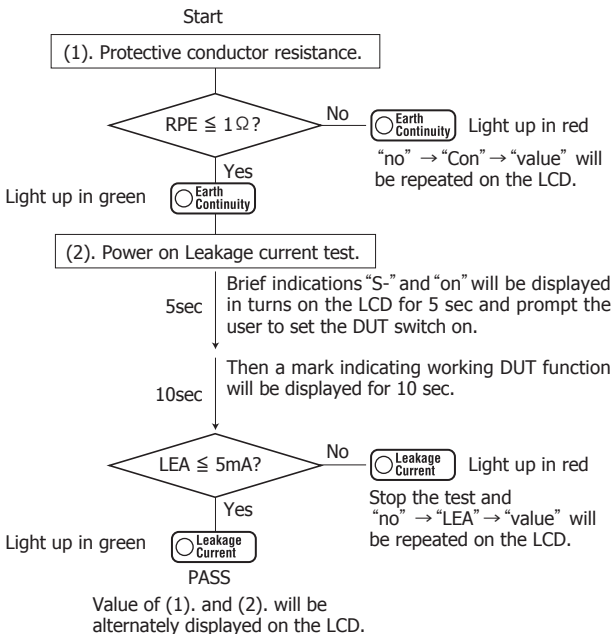 Start
(1). Protective conductor resistance.
RPE ≦ 1Ω?
No
Earth
Continuity
Light up in red
“no” →“Con”→“value” will
be repeated on the LCD.
Yes
Light up in green
Earth
Continuity
(2). Power on Leakage current test.
5sec
Brief indications “S-” and “on” will be displayed
in turns on the LCD for 5 sec and prompt the
user to set the DUT switch on.
10sec
Then a mark indicating working DUT function
will be displayed for 10 sec.
LEA ≦ 5mA?
No
Leakage
Current
Light up in red
Stop the test and
“no” →“LEA”→“value” will
be repeated on the LCD.
Yes
Light up in green
Leakage
Current
PASS
Value of (1). and (2). will be
alternately displayed on the LCD.